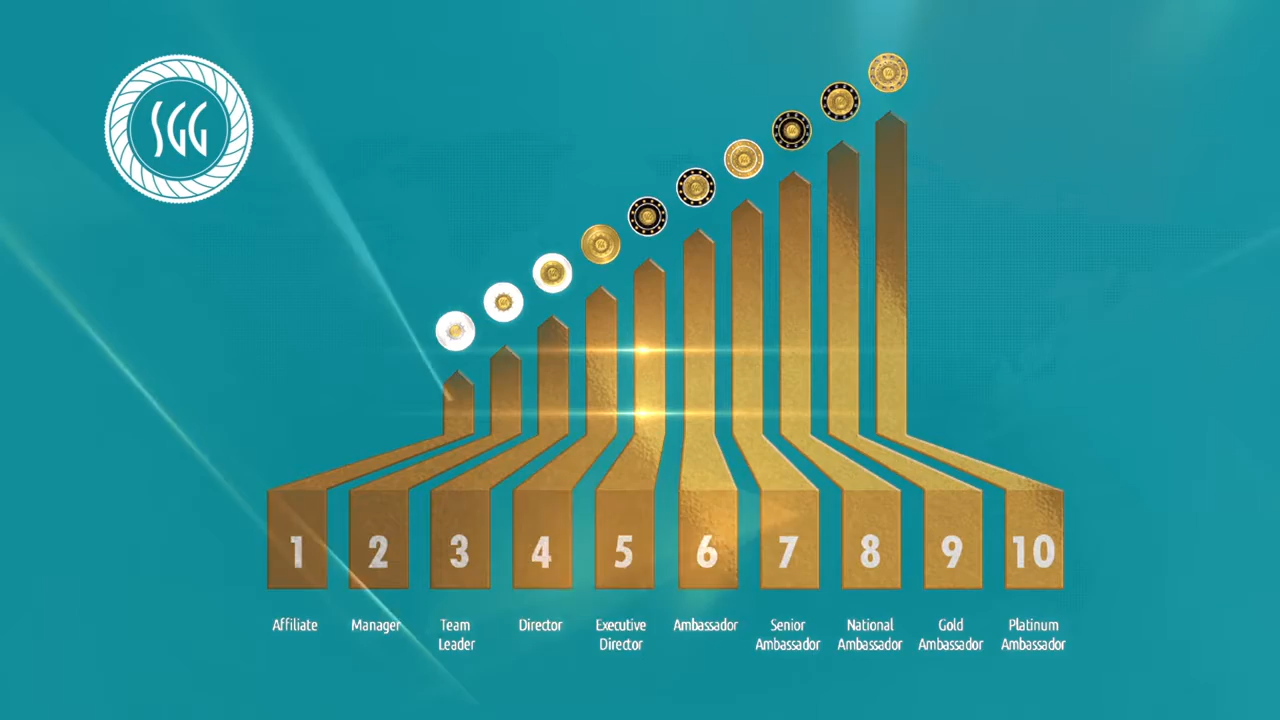 SGG
1
2
3
4
5
6
7
8
9
10
Affiliate
Manager
Team
Leader
Director
Executive
Director
Ambassador
Senior
Ambassador
National
Ambassador
Gold
Ambassador
Platinum
Ambassador